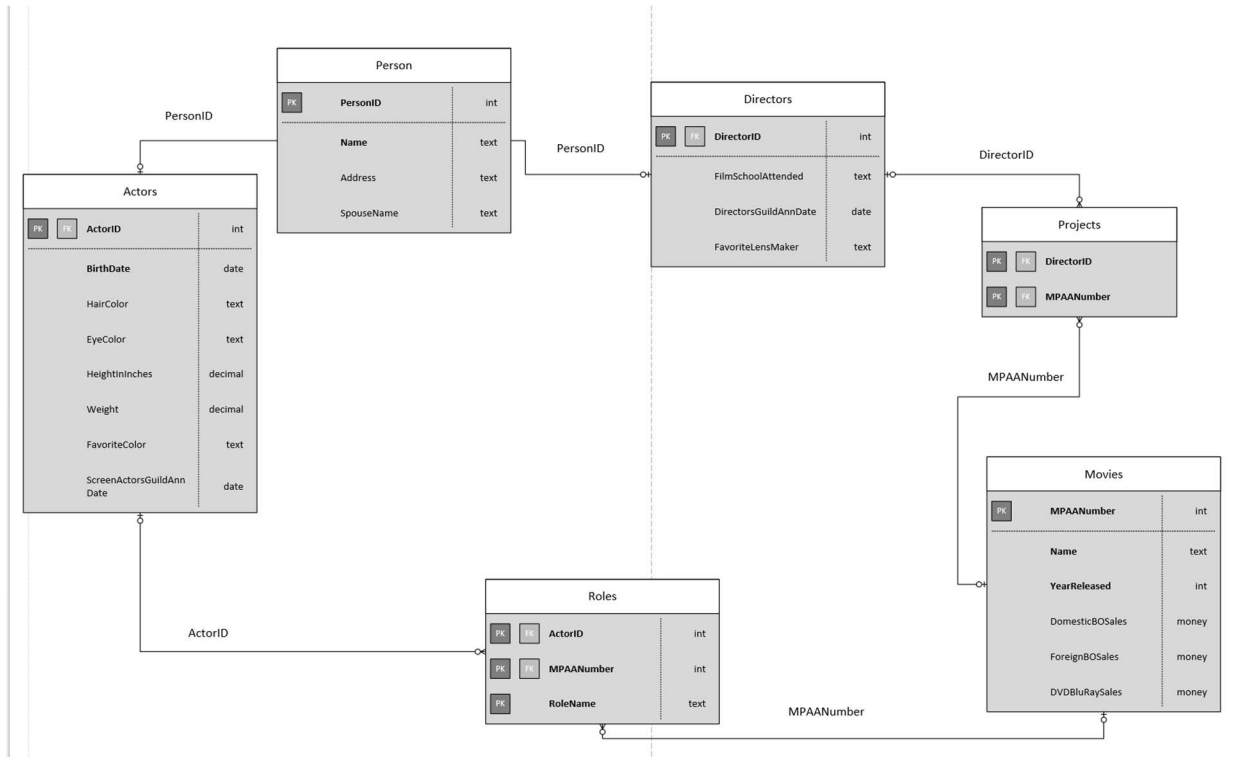 Person
PK PersonID int
Name text
Address text
SpouseName text
PersonID
PersonID
Directors
PK FK DirectorID int
FilmSchoolAttended text
DirectorsGuildAnnDate date
FavoriteLensMaker text
DirectorID
Actors
PK FK ActorID int
BirthDate date
HairColor text
EyeColor text
HeightInInches decimal
Weight decimal
FavoriteColor text
ScreenActorsGuildAnn
Date date
Projects
PK FK DirectorID
PK FK MPAANumber
MPAANumber
Movies
PK MPAANumber int
Name text
YearReleased int
DomesticBOSales money
ForeignBOSales money
DVDBluRaySales money
ActorID
Roles
PK FK ActorID int
PK FK MPAANumber int
PK RoleName text
MPAANumber